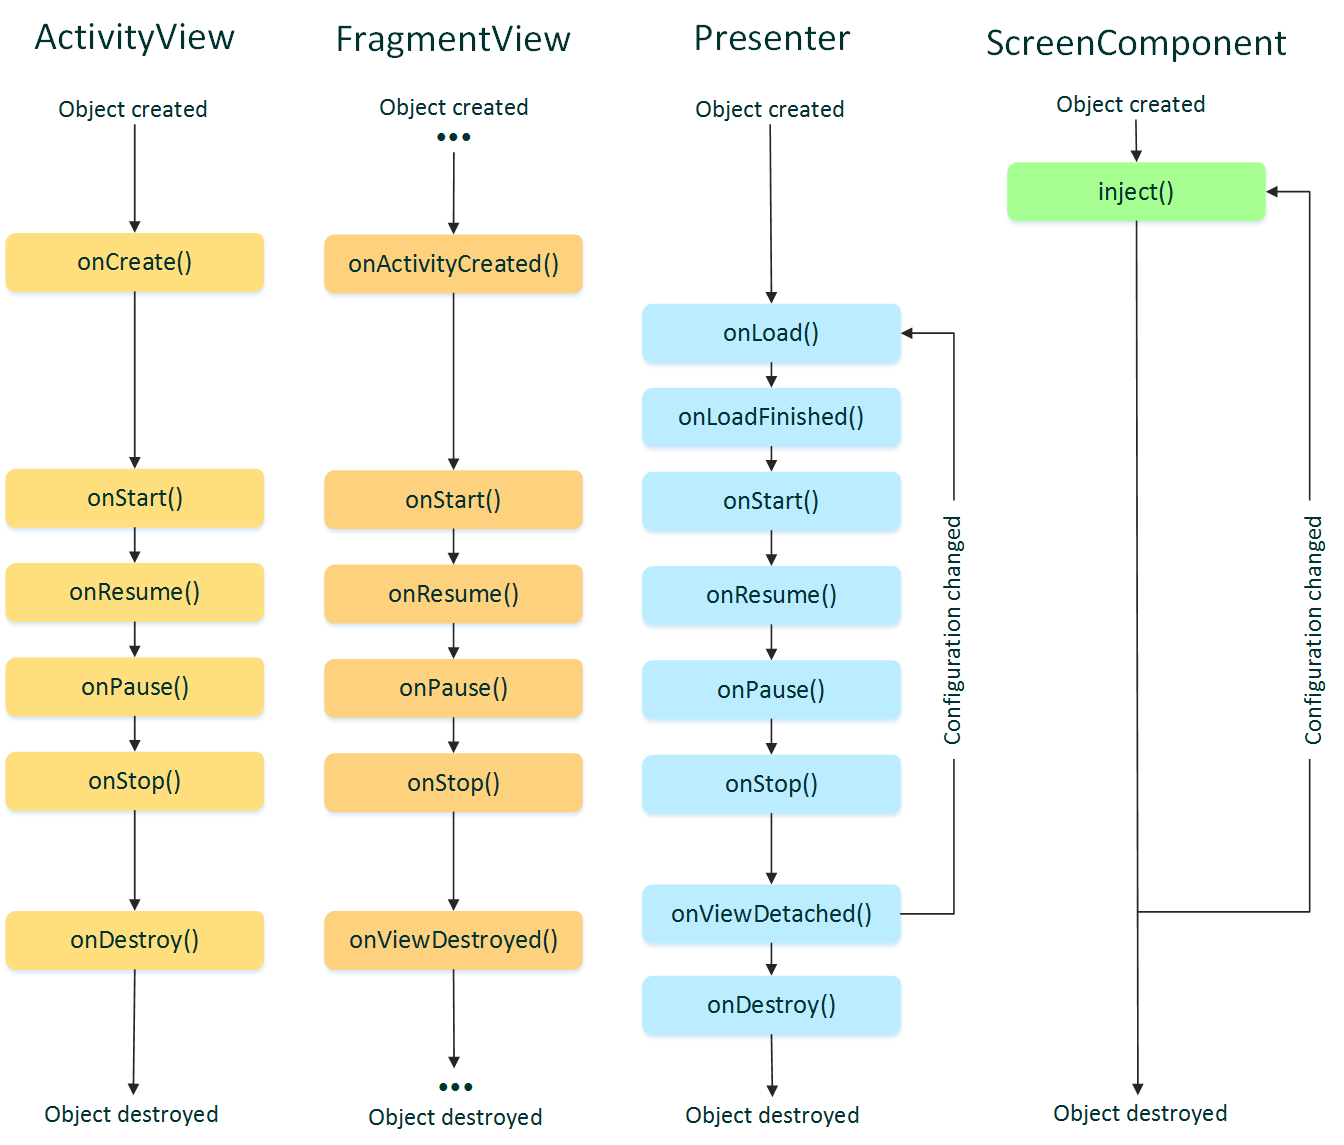 ActivityView
Object created
onCreate()
onStart()
onResume()
onPause()
onStop()
onDestroy()
Object destroyed
FragmentView
Object created
•••
onActivityCreated()
onStart()
onResume()
onPause()
onStop()
onViewDestroyed()
•••
Object destroyed
Presenter
Object created
onLoad()
onLoadFinished()
onStart()
onResume()
onPause()
onStop()
onViewDetached()
onDestroy()
Object destroyed
Configuration changed
ScreenComponent
Object created
inject()
Configuration changed
Object destroyed